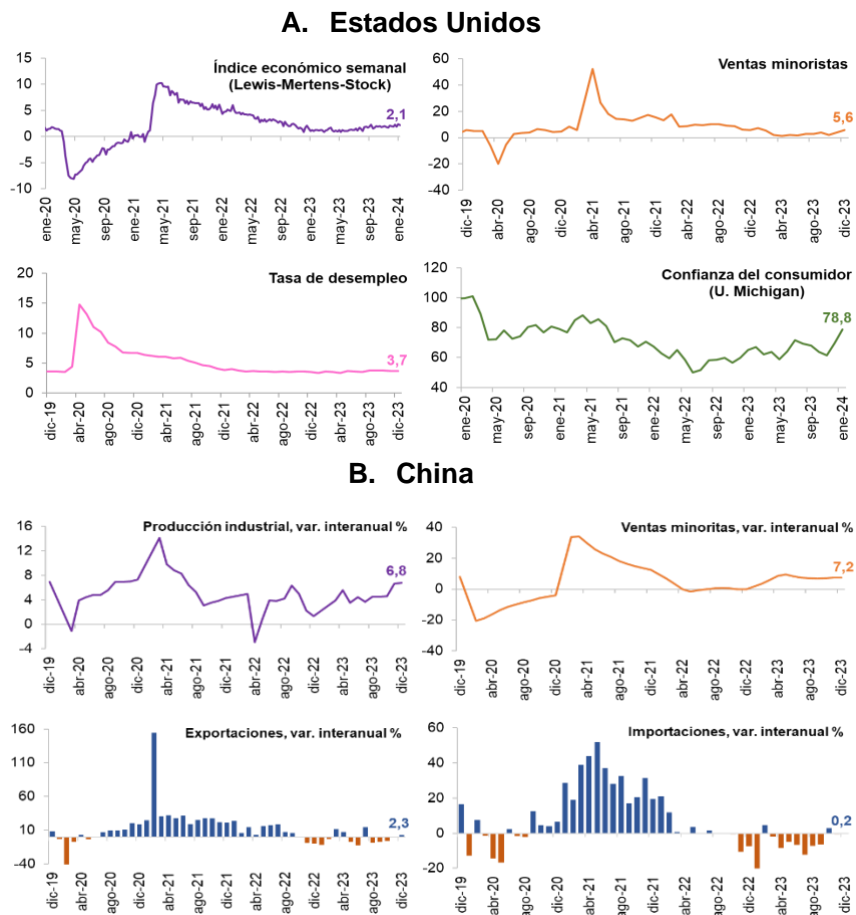 A. Estados Unidos
Índice económico semanal
(Lewis-Mertens-Stock)
15
10
5
0
-5
-10
2,1
ene-20
may-20
sep-20
ene-21
may-21
sep-21
ene-22
may-22
sep-22
ene-23
may-23
sep-23
ene-24
Ventas minoristas
60
40
20
0
-20
-40
5,6
dic-19
abr-20
ago-20
dic-20
abr-21
ago-21
dic-21
abr-22
ago-22
dic-22
abr-23
ago-23
dic-23
Tasa de desempleo
20
15
10
5
0
3,7
dic-19
abr-20
ago-20
dic-20
abr-21
ago-21
dic-21
abr-22
ago-22
dic-22
abr-23
ago-23
dic-23
Confianza del consumidor
(U. Michigan)
120
100
80
60
40
78,8
ene-20
may-20
sep-20
ene-21
may-21
sep-21
ene-22
may-22
sep-22
ene-23
may-23
sep-23
ene-24
B. China
Producción industrial, var. interanual %
16
12
8
4
0
-4
6,8
dic-19
abr-20
ago-20
dic-20
abr-21
ago-21
dic-21
abr-22
ago-22
dic-22
abr-23
ago-23
dic-23
Ventas minoritas, var. interanual %
40
20
0
-20
-40
7,2
dic-19
abr-20
ago-20
dic-20
abr-21
ago-21
dic-21
abr-22
ago-22
dic-22
abr-23
ago-23
dic-23
Exportaciones, var. interanual %
160
110
60
10
-40
2,3
dic-19
abr-20
ago-20
dic-20
abr-21
ago-21
dic-21
abr-22
ago-22
dic-22
abr-23
ago-23
dic-23
Importaciones, var. interanual %
60
40
20
0
-20
0,2
dic-19
abr-20
ago-20
dic-20
abr-21
ago-21
dic-21
abr-22
ago-22
dic-22
abr-23
ago-23
dic-23